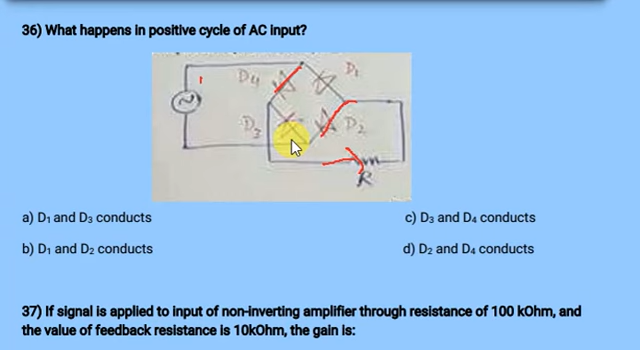 36) What happens in positive cycle of AC input?
D4
D1
D3
D2
R
a) D₁ and D₃ conducts
c) D₃ and D₄ conducts
b) D₁ and D₂ conducts
d) D₂ and D₄ conducts
37) If signal is applied to input of non-inverting amplifier through resistance of 100 kOhm, and
the value of feedback resistance is 10kOhm, the gain is: